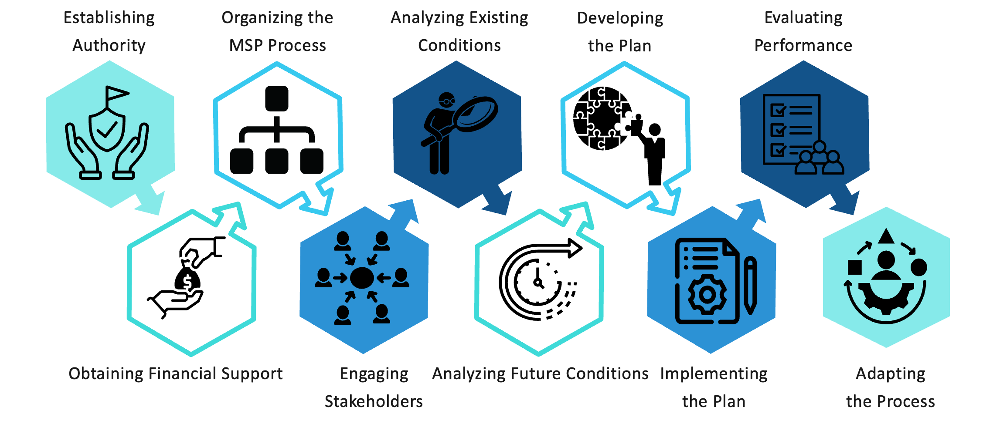 Establishing
Authority
Organizing the
MSP Process
Analyzing Existing
Conditions
Developing
the Plan
Evaluating
Performance
$
Obtaining Financial Support
Engaging
Stakeholders
Analyzing Future Conditions
Implementing
the Plan
Adapting
the Process